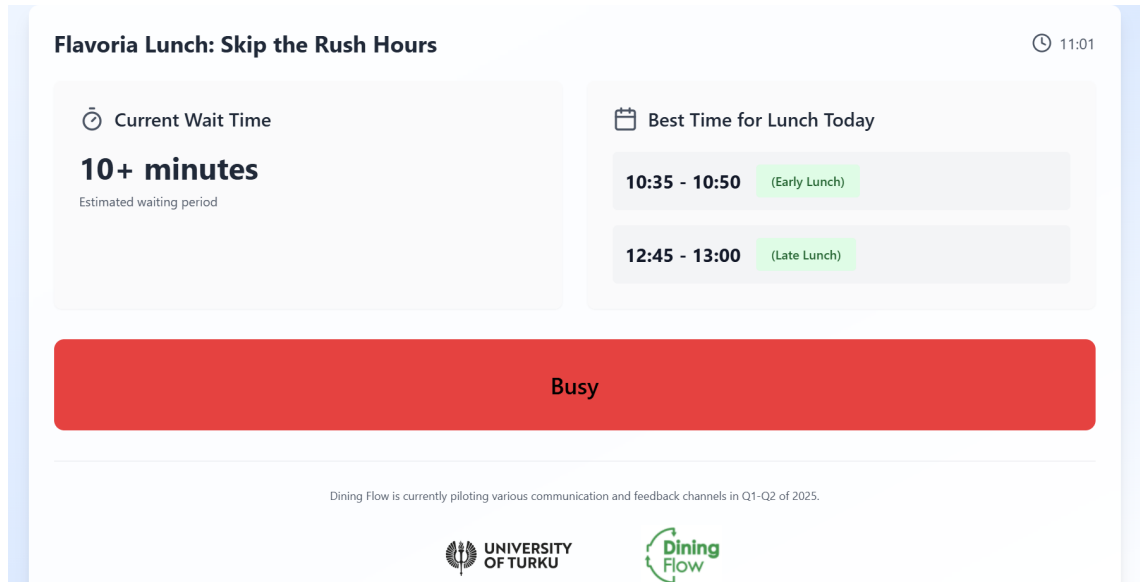 Flavoria Lunch: Skip the Rush Hours
11:01
Current Wait Time
10+ minutes
Estimated waiting period
Best Time for Lunch Today
10:35 - 10:50 (Early Lunch)
12:45 - 13:00 (Late Lunch)
Busy
Dining Flow is currently piloting various communication and feedback channels in Q1-Q2 of 2025.
UNIVERSITY
OF TURKU
Dining
Flow